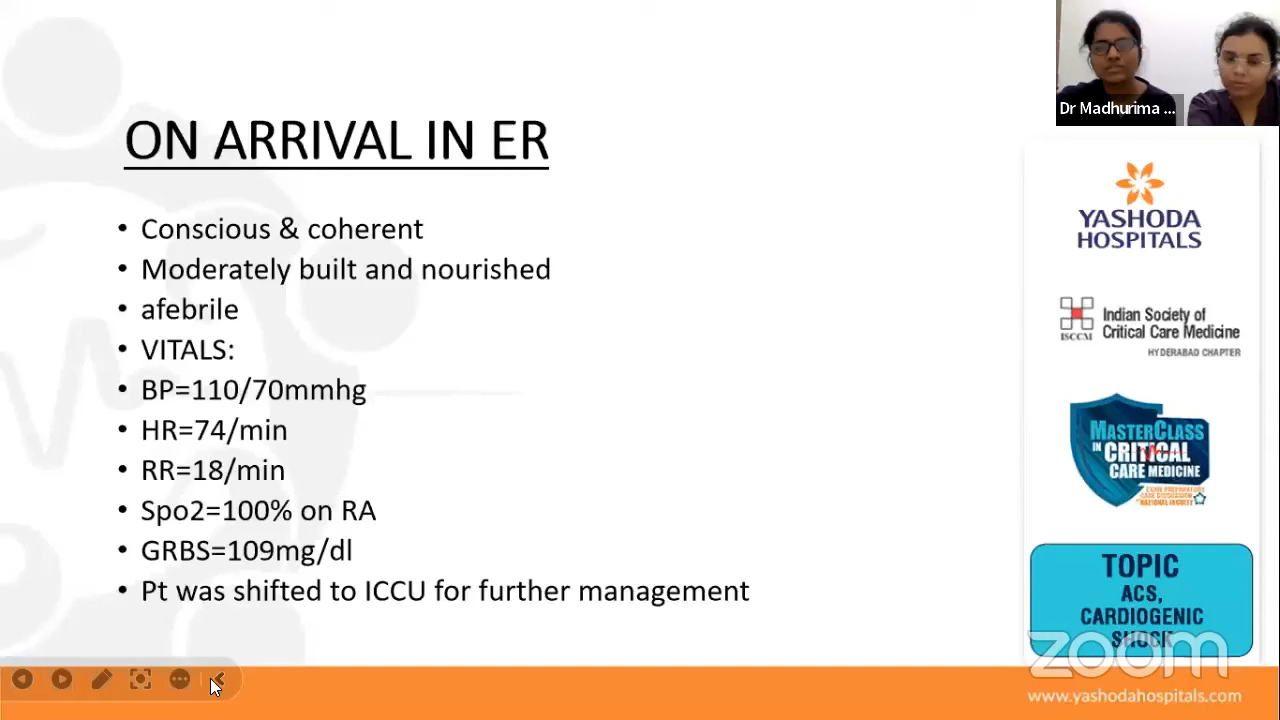 Dr Madhurima ...
ON ARRIVAL IN ER
• Conscious & coherent
• Moderately built and nourished
• afebrile
• VITALS:
• BP=110/70mmhg
• HR=74/min
• RR=18/min
• Spo2=100% on RA
• GRBS=109mg/dl
• Pt was shifted to ICCU for further management
YASHODA
HOSPITALS
ISCCM
Indian Society of
Critical Care Medicine
HYDERABAD CHAPTER
MASTERCLASS
IN CRITICAL
CARE MEDICINE
TOPIC
ACS,
CARDIOGENIC
SHOCK
zoom
www.yashodahospitals.com